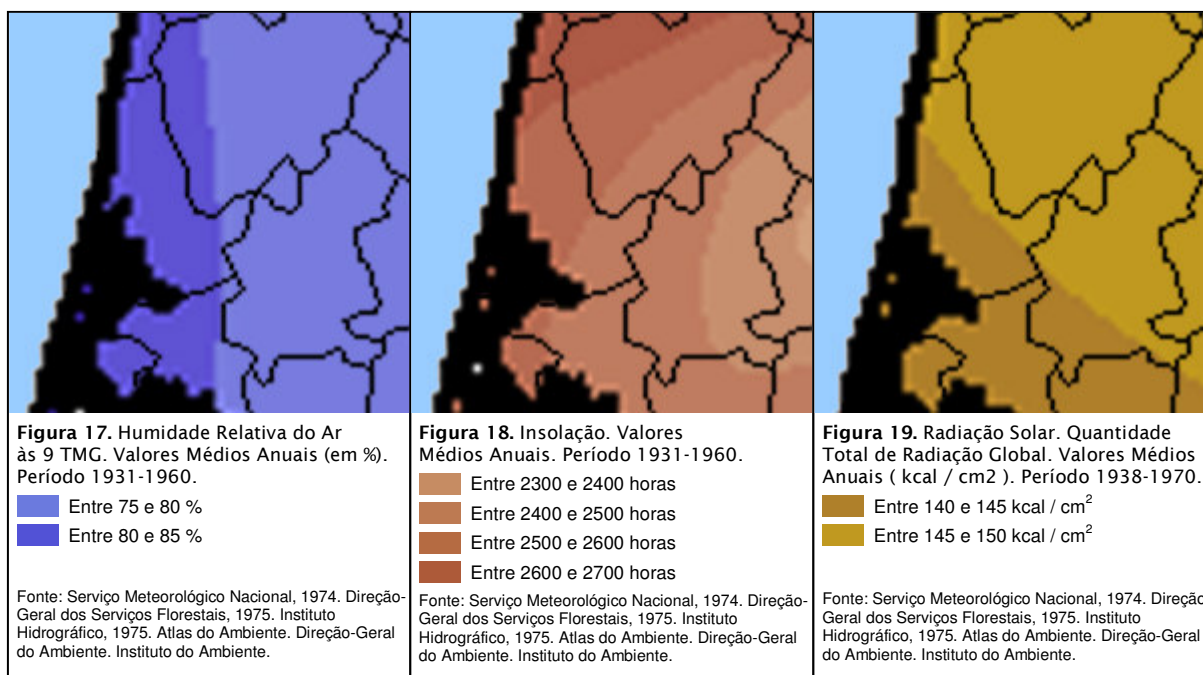 Figura 17. Humidade Relativa do Ar
às 9 TMG. Valores Médios Anuais (em %).
Período 1931-1960.
Entre 75 e 80 %
Entre 80 e 85 %
Fonte: Serviço Meteorológico Nacional, 1974. Direção-
Geral dos Serviços Florestais, 1975. Instituto
Hidrográfico, 1975. Atlas do Ambiente. Direção-Geral
do Ambiente. Instituto do Ambiente.
Figura 18. Insolação. Valores
Médios Anuais. Período 1931-1960.
Entre 2300 e 2400 horas
Entre 2400 e 2500 horas
Entre 2500 e 2600 horas
Entre 2600 e 2700 horas
Fonte: Serviço Meteorológico Nacional, 1974. Direção-
Geral dos Serviços Florestais, 1975. Instituto
Hidrográfico, 1975. Atlas do Ambiente. Direção-Geral
do Ambiente. Instituto do Ambiente.
Figura 19. Radiação Solar. Quantidade
Total de Radiação Global. Valores Médios
Anuais ( kcal / cm2 ). Período 1938-1970.
Entre 140 e 145 kcal / cm²
Entre 145 e 150 kcal / cm²
Fonte: Serviço Meteorológico Nacional, 1974. Direçã
Geral dos Serviços Florestais, 1975. Instituto
Hidrográfico, 1975. Atlas do Ambiente. Direção-Geral
do Ambiente. Instituto do Ambiente.